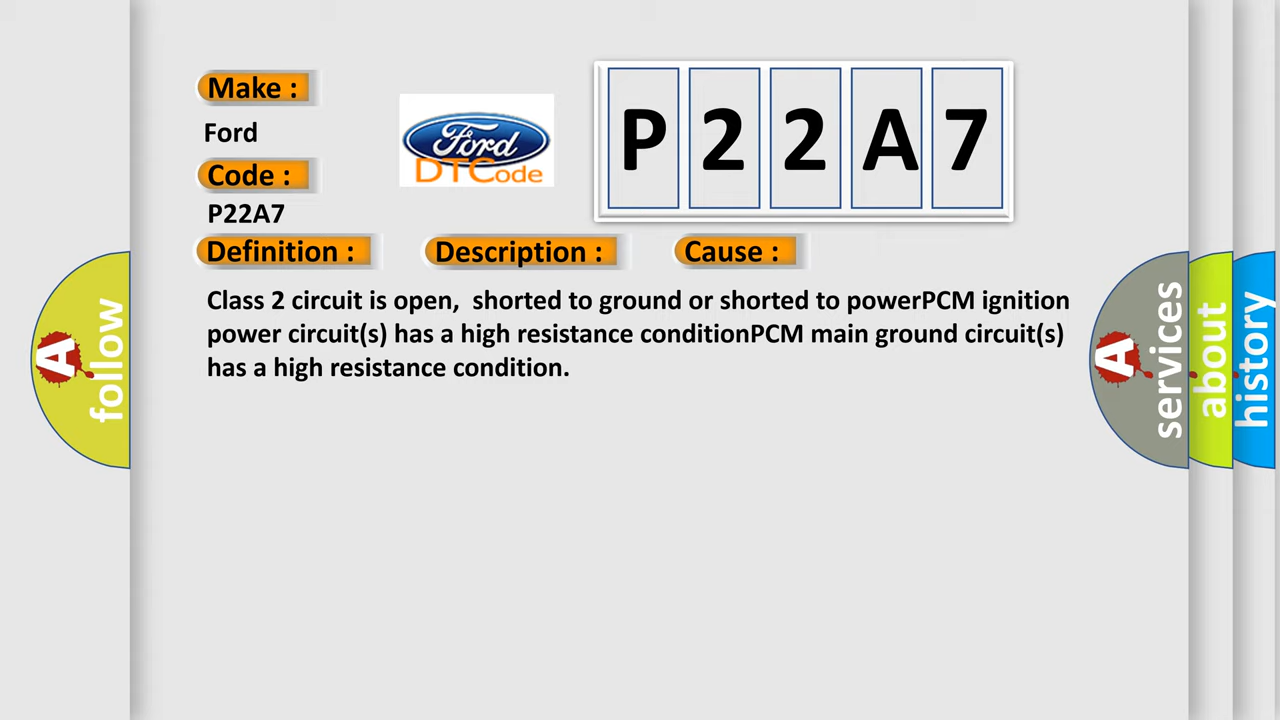 Make :
Ford
Code :
P22A7
Ford
DTCode
P 2 2 A 7
Definition :
Description :
Cause :
Class 2 circuit is open,  shorted to ground or shorted to powerPCM ignition
power circuit(s) has a high resistance conditionPCM main ground circuit(s)
has a high resistance condition.
A
follow
A
services
about
history